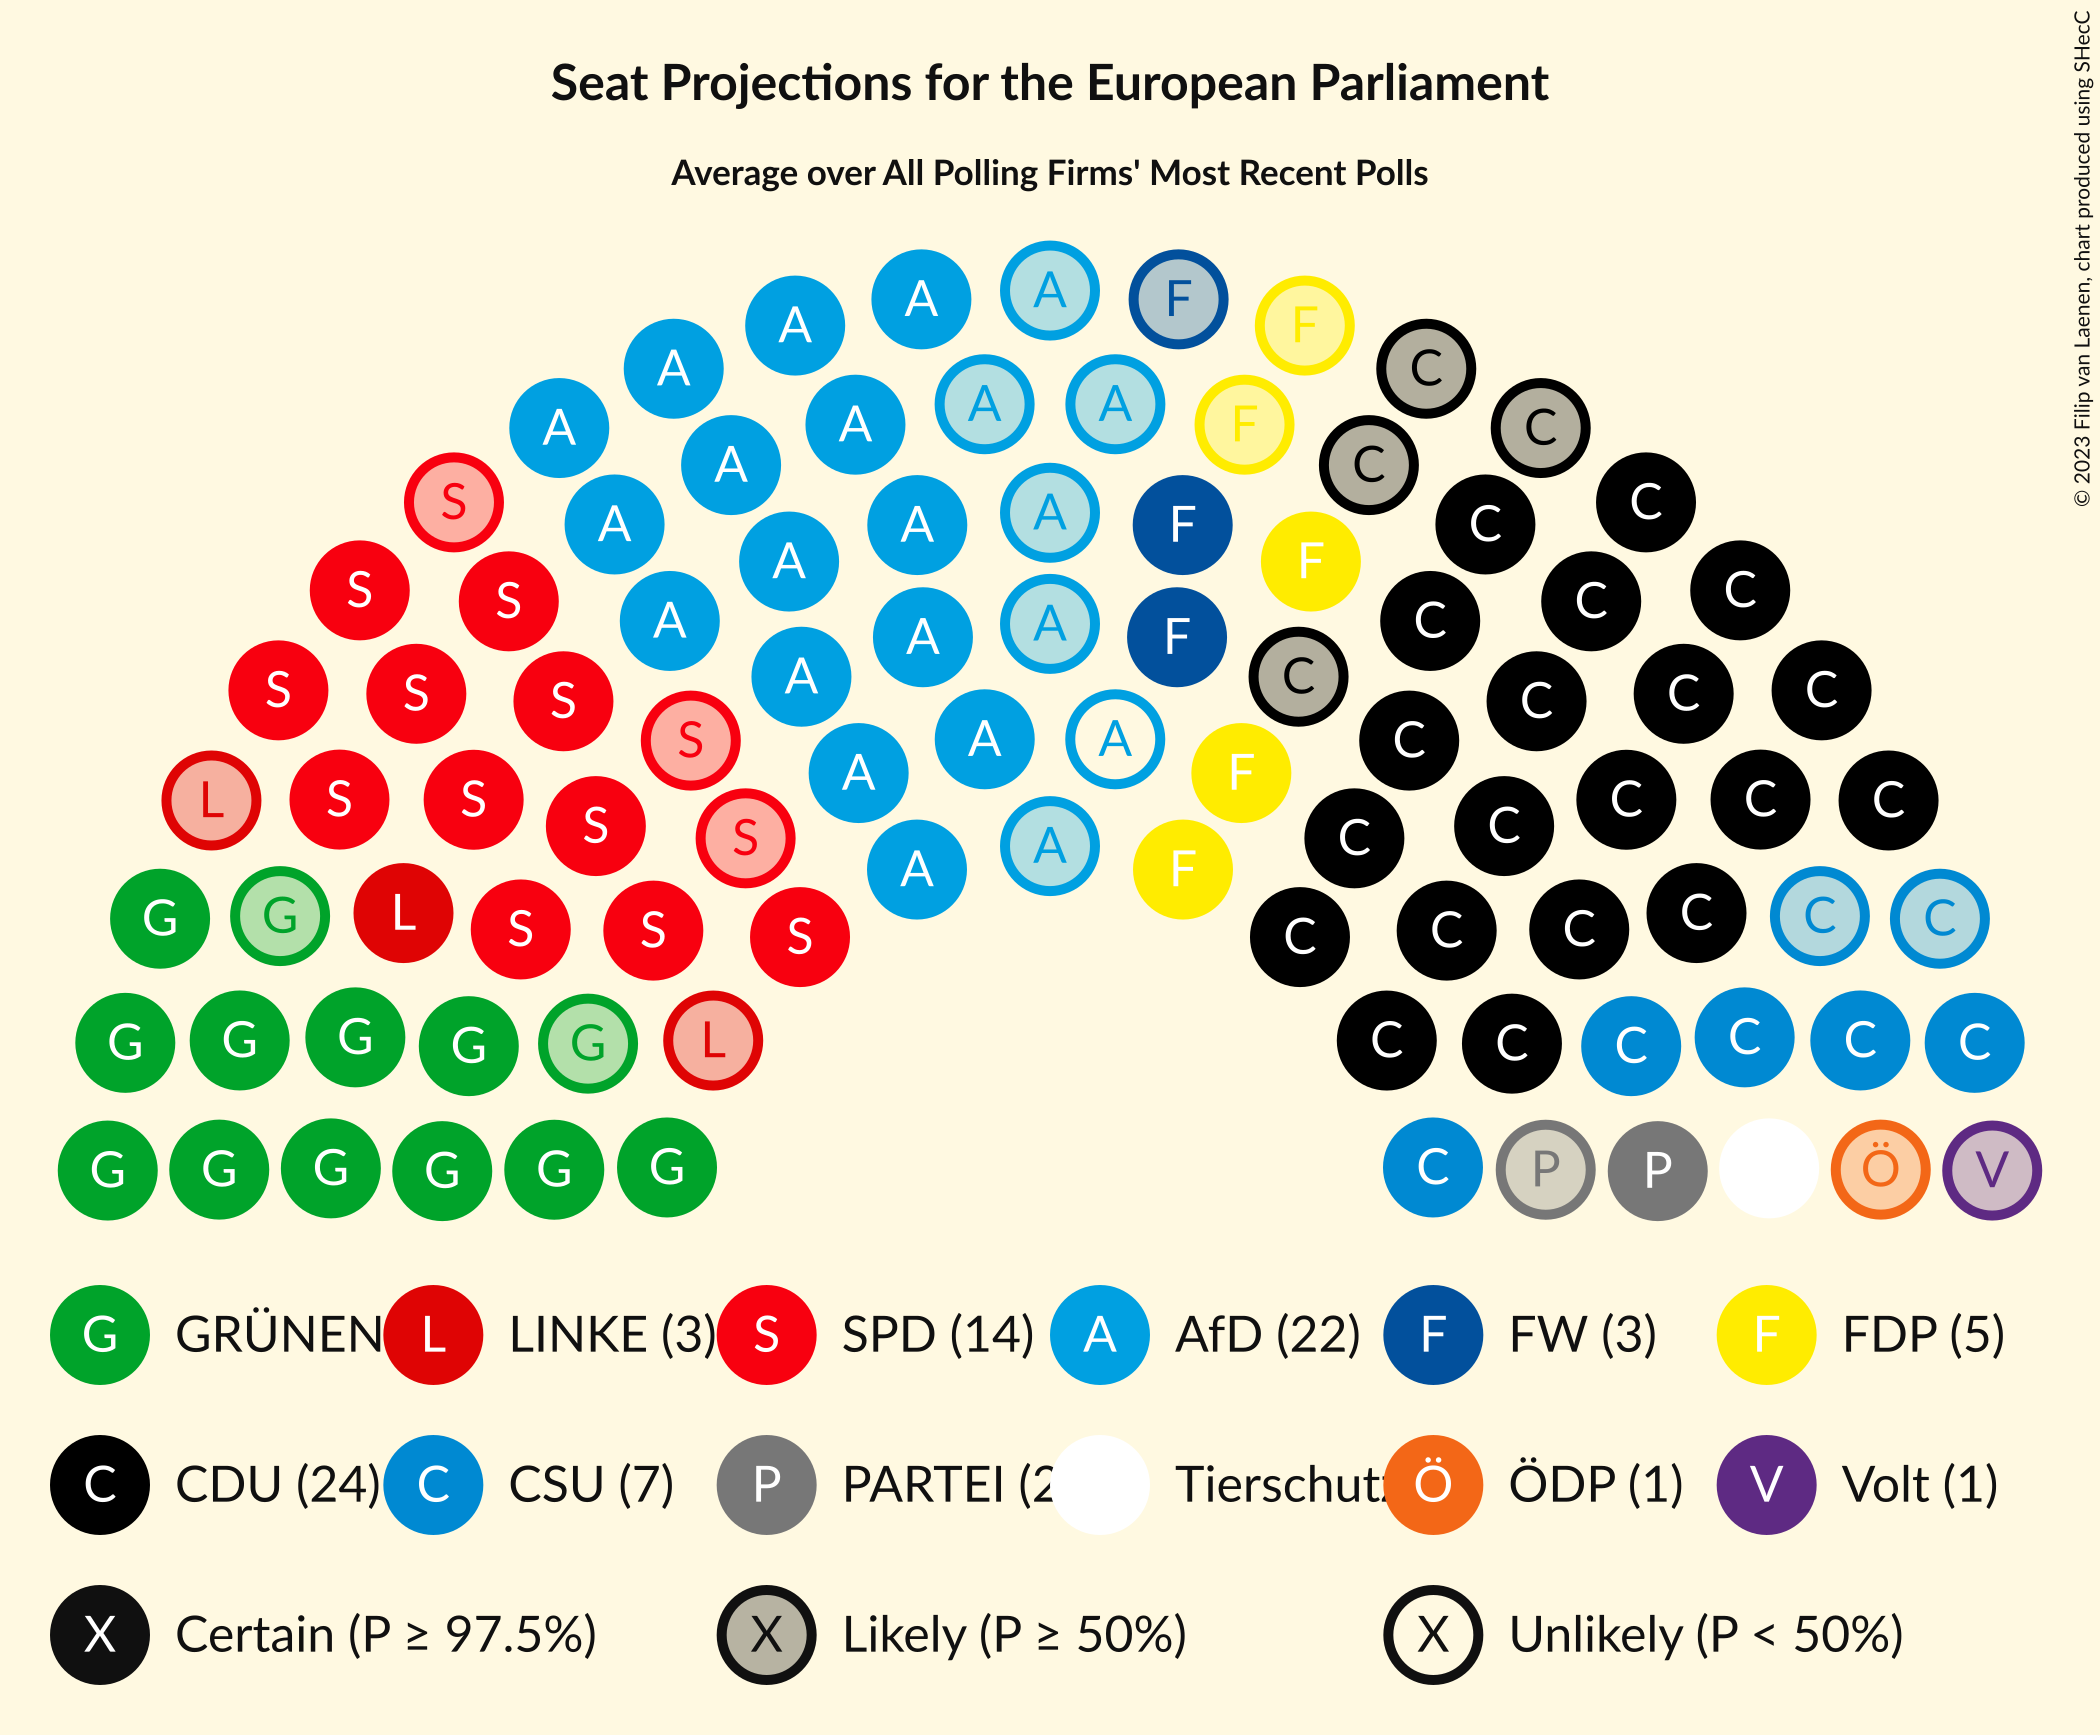 Seat Projections for the European Parliament
Average over All Polling Firms' Most Recent Polls
© 2023 Filip van Laenen, chart produced using SHecC
A A A F F
A A A A F C C
S A A A A F C C C
S S A A A A F F C C C C
S S S S A A A A F C C C C C C
L S S S S A A A F C C C C C C
G G L S S S A F C C C C C C
G G G G G L C C C C C C
G G G G G G C P P Ö V
G GRÜNEN L LINKE (3) S SPD (14) A AfD (22) F FW (3) F FDP (5)
C CDU (24) C CSU (7) P PARTEI (2 Tierschutz Ö ÖDP (1) V Volt (1)
X Certain (P ≥ 97.5%) X Likely (P ≥ 50%) X Unlikely (P < 50%)